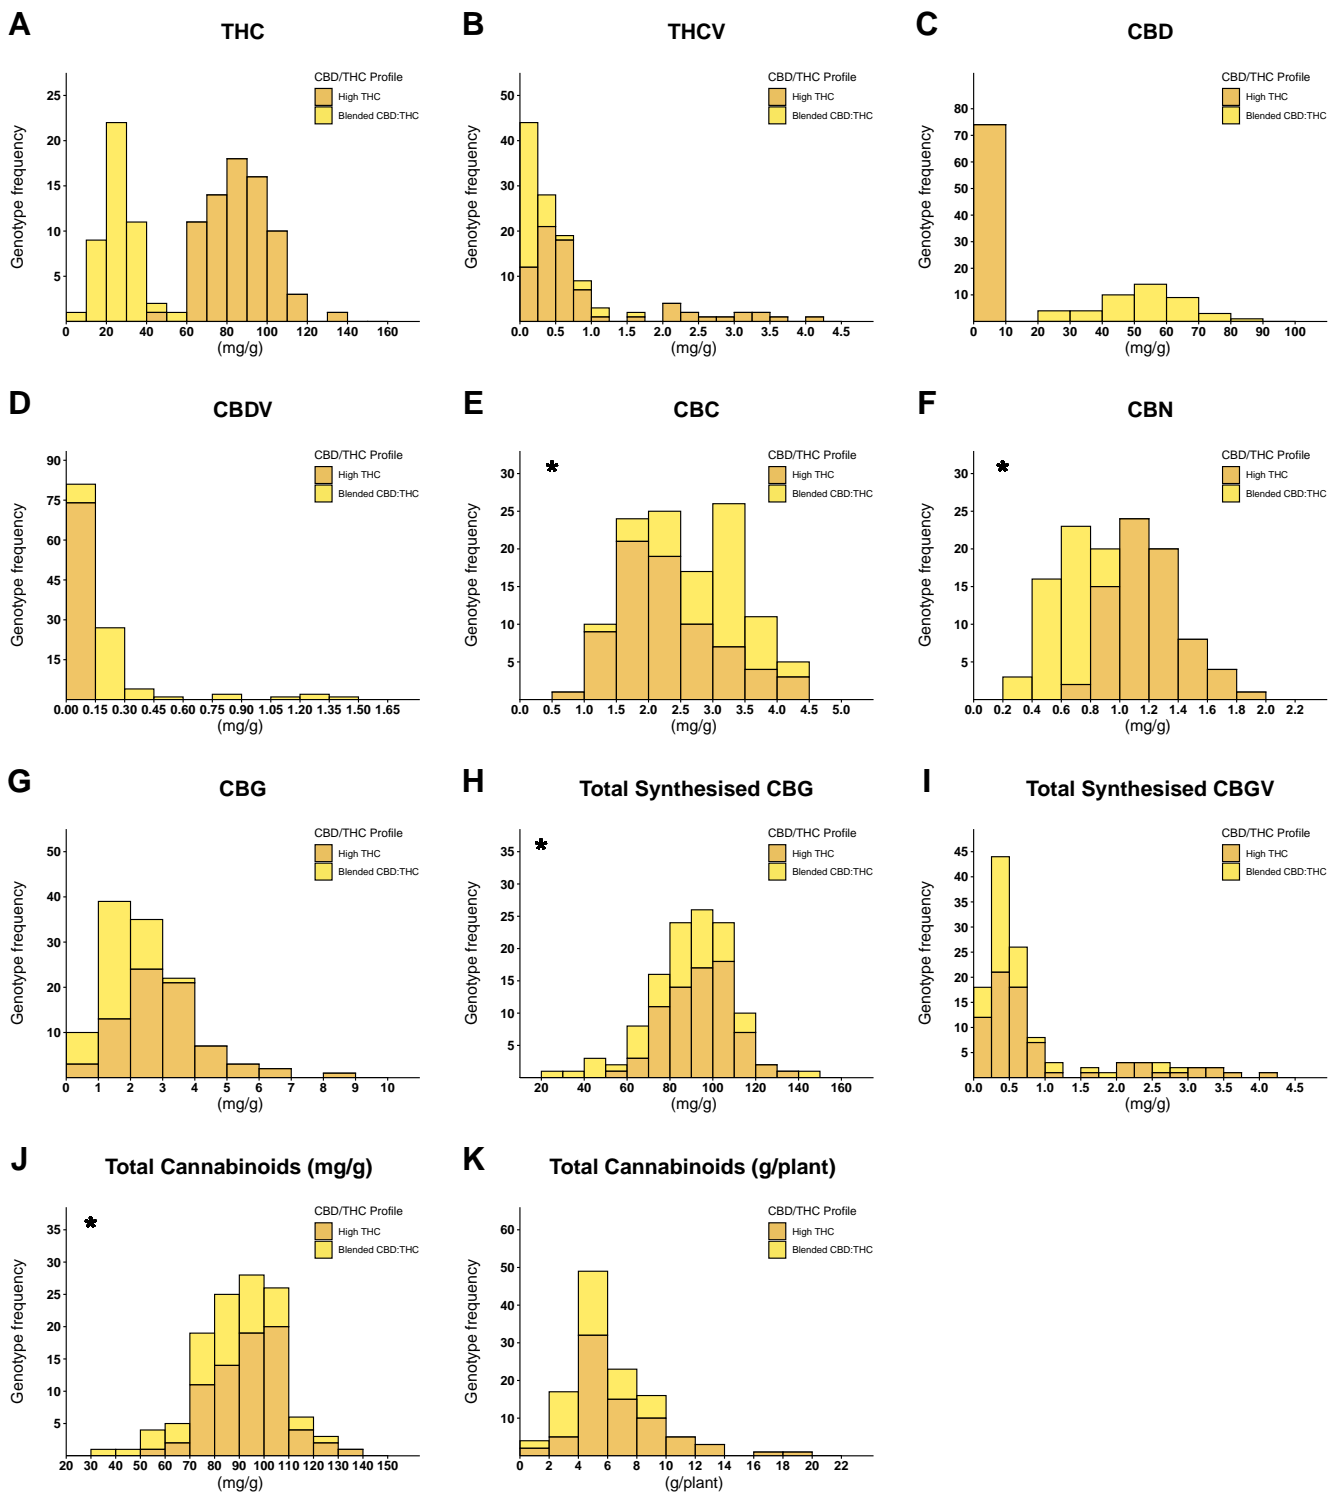 A THC
CBD/THC Profile
High THC
Blended CBD:THC
Genotype frequency
25
20
15
10
5
0 20 40 60 80 100 120 140 160
(mg/g)
B THCV
CBD/THC Profile
High THC
Blended CBD:THC
Genotype frequency
50
40
30
20
10
0.0 0.5 1.0 1.5 2.0 2.5 3.0 3.5 4.0 4.5
(mg/g)
C CBD
CBD/THC Profile
High THC
Blended CBD:THC
Genotype frequency
80
70
60
50
40
30
20
10
0 10 20 30 40 50 60 70 80 90 100
(mg/g)
D CBDV
CBD/THC Profile
High THC
Blended CBD:THC
Genotype frequency
90
75
60
45
30
15
0.00 0.15 0.30 0.45 0.60 0.75 0.90 1.05 1.20 1.35 1.50 1.65
(mg/g)
E CBC
*
CBD/THC Profile
High THC
Blended CBD:THC
Genotype frequency
30
25
20
15
10
5
0.0 0.5 1.0 1.5 2.0 2.5 3.0 3.5 4.0 4.5 5.0
(mg/g)
F CBN
*
CBD/THC Profile
High THC
Blended CBD:THC
Genotype frequency
30
25
20
15
10
5
0.0 0.2 0.4 0.6 0.8 1.0 1.2 1.4 1.6 1.8 2.0 2.2
(mg/g)
G CBG
CBD/THC Profile
High THC
Blended CBD:THC
Genotype frequency
50
40
30
20
10
0 1 2 3 4 5 6 7 8 9 10
(mg/g)
H Total Synthesised CBG
*
CBD/THC Profile
High THC
Blended CBD:THC
Genotype frequency
35
30
25
20
15
10
5
20 40 60 80 100 120 140 160
(mg/g)
I Total Synthesised CBGV
CBD/THC Profile
High THC
Blended CBD:THC
Genotype frequency
45
40
35
30
25
20
15
10
5
0.0 0.5 1.0 1.5 2.0 2.5 3.0 3.5 4.0 4.5
(mg/g)
J Total Cannabinoids (mg/g)
*
CBD/THC Profile
High THC
Blended CBD:THC
Genotype frequency
35
30
25
20
15
10
5
20 30 40 50 60 70 80 90 100 110 120 130 140 150
(mg/g)
K Total Cannabinoids (g/plant)
CBD/THC Profile
High THC
Blended CBD:THC
Genotype frequency
60
50
40
30
20
10
0 2 4 6 8 10 12 14 16 18 20 22
(g/plant)